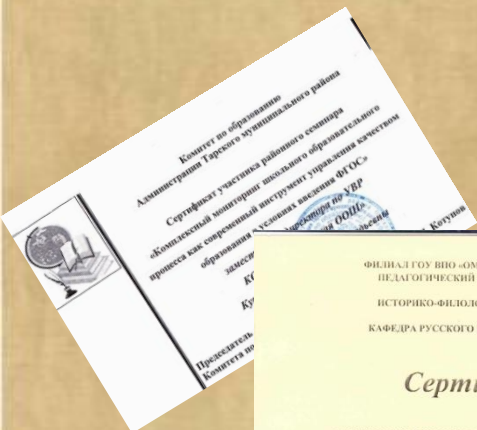 Комитет по образованию
Администрации Тарского муниципального района
Сертификат участника районного семинара
«Комплексный мониторинг школьного образовательного
процесса как современный инструмент управления качеством
образования в условиях введения ФГОС»
директора по УВР
ООШ»
Котунов
Председатель
Комитета по
ФИЛИАЛ ГОУ ВПО «ОМ
ПЕДАГОГИЧЕСКИЙ
ИСТОРИКО-ФИЛОЛО
КАФЕДРА РУССКОГО
Серти